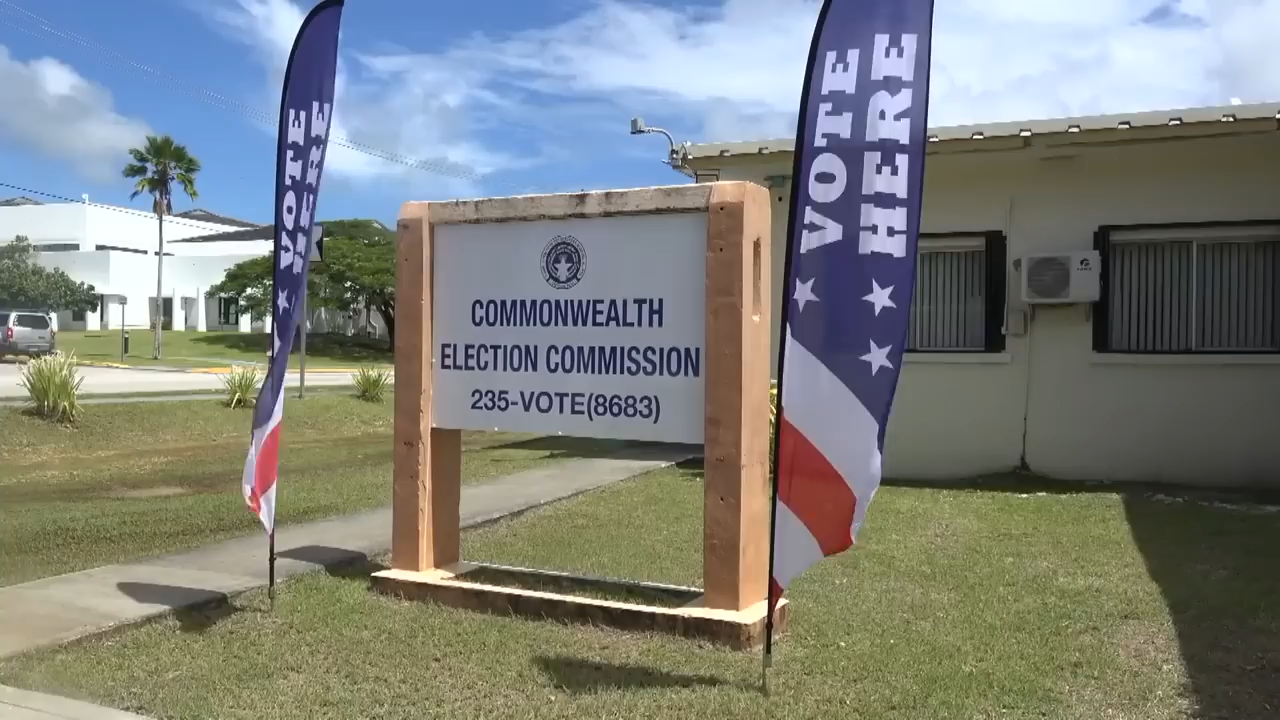 VOTE
HERE
COMMONWEALTH
ELECTION COMMISSION
235-VOTE(8683)
VOTE
HERE